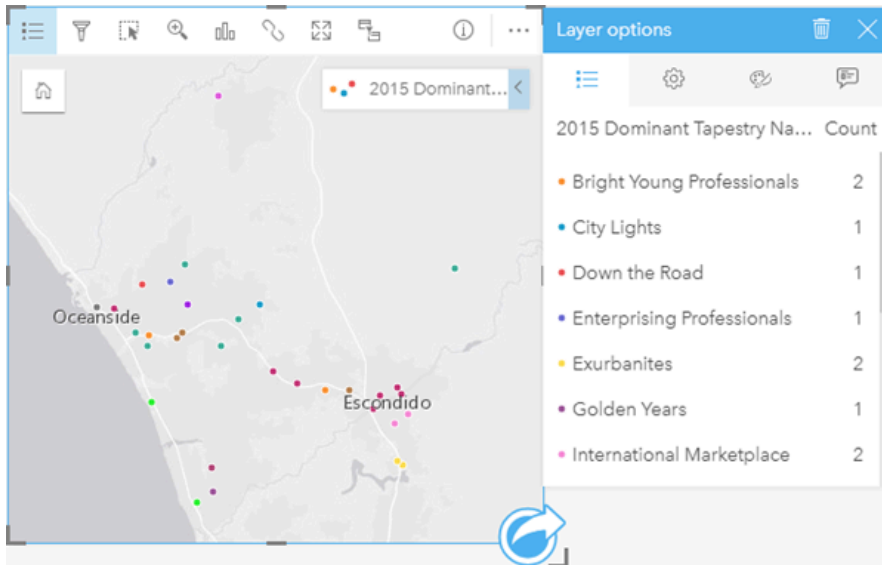 2015 Dominant...
Oceanside
Escondido
Layer options
2015 Dominant Tapestry Na... Count
Bright Young Professionals 2
City Lights 1
Down the Road 1
Enterprising Professionals 1
Exurbanites 2
Golden Years 1
International Marketplace 2